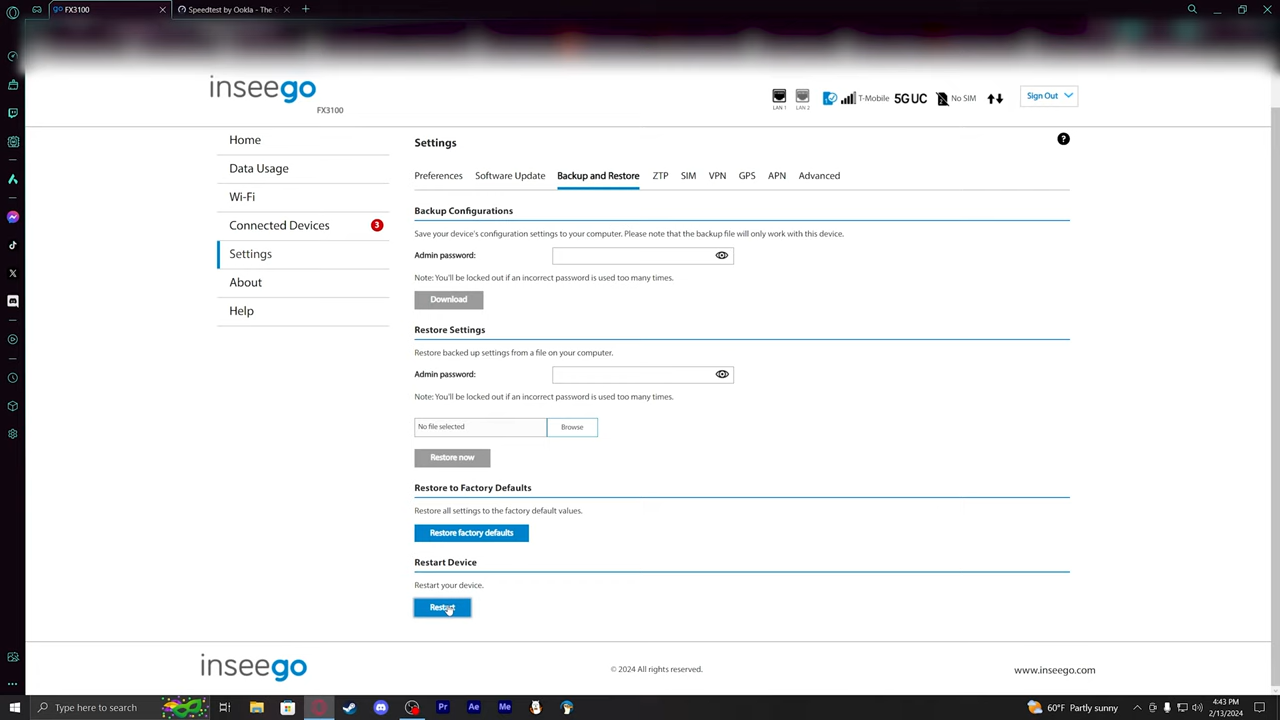 FX3100
Speedtest by Ookla - The G
inseego
FX3100
LAN 1
LAN 2
T-Mobile
5G UC
No SIM
Sign Out
Home
Data Usage
Wi-Fi
Connected Devices
3
Settings
About
Help
Settings
?
Preferences
Software Update
Backup and Restore
ZTP
SIM
VPN
GPS
APN
Advanced
Backup Configurations
Save your device's configuration settings to your computer. Please note that the backup file will only work with this device.
Admin password:
Note: You'll be locked out if an incorrect password is used too many times.
Download
Restore Settings
Restore backed up settings from a file on your computer.
Admin password:
Note: You'll be locked out if an incorrect password is used too many times.
No file selected
Browse
Restore now
Restore to Factory Defaults
Restore all settings to the factory default values.
Restore factory defaults
Restart Device
Restart your device.
Restart
inseego
© 2024 All rights reserved.
www.inseego.com
Type here to search
Pr
Ae
Me
60°F Partly sunny
4:43 PM
2/13/2024